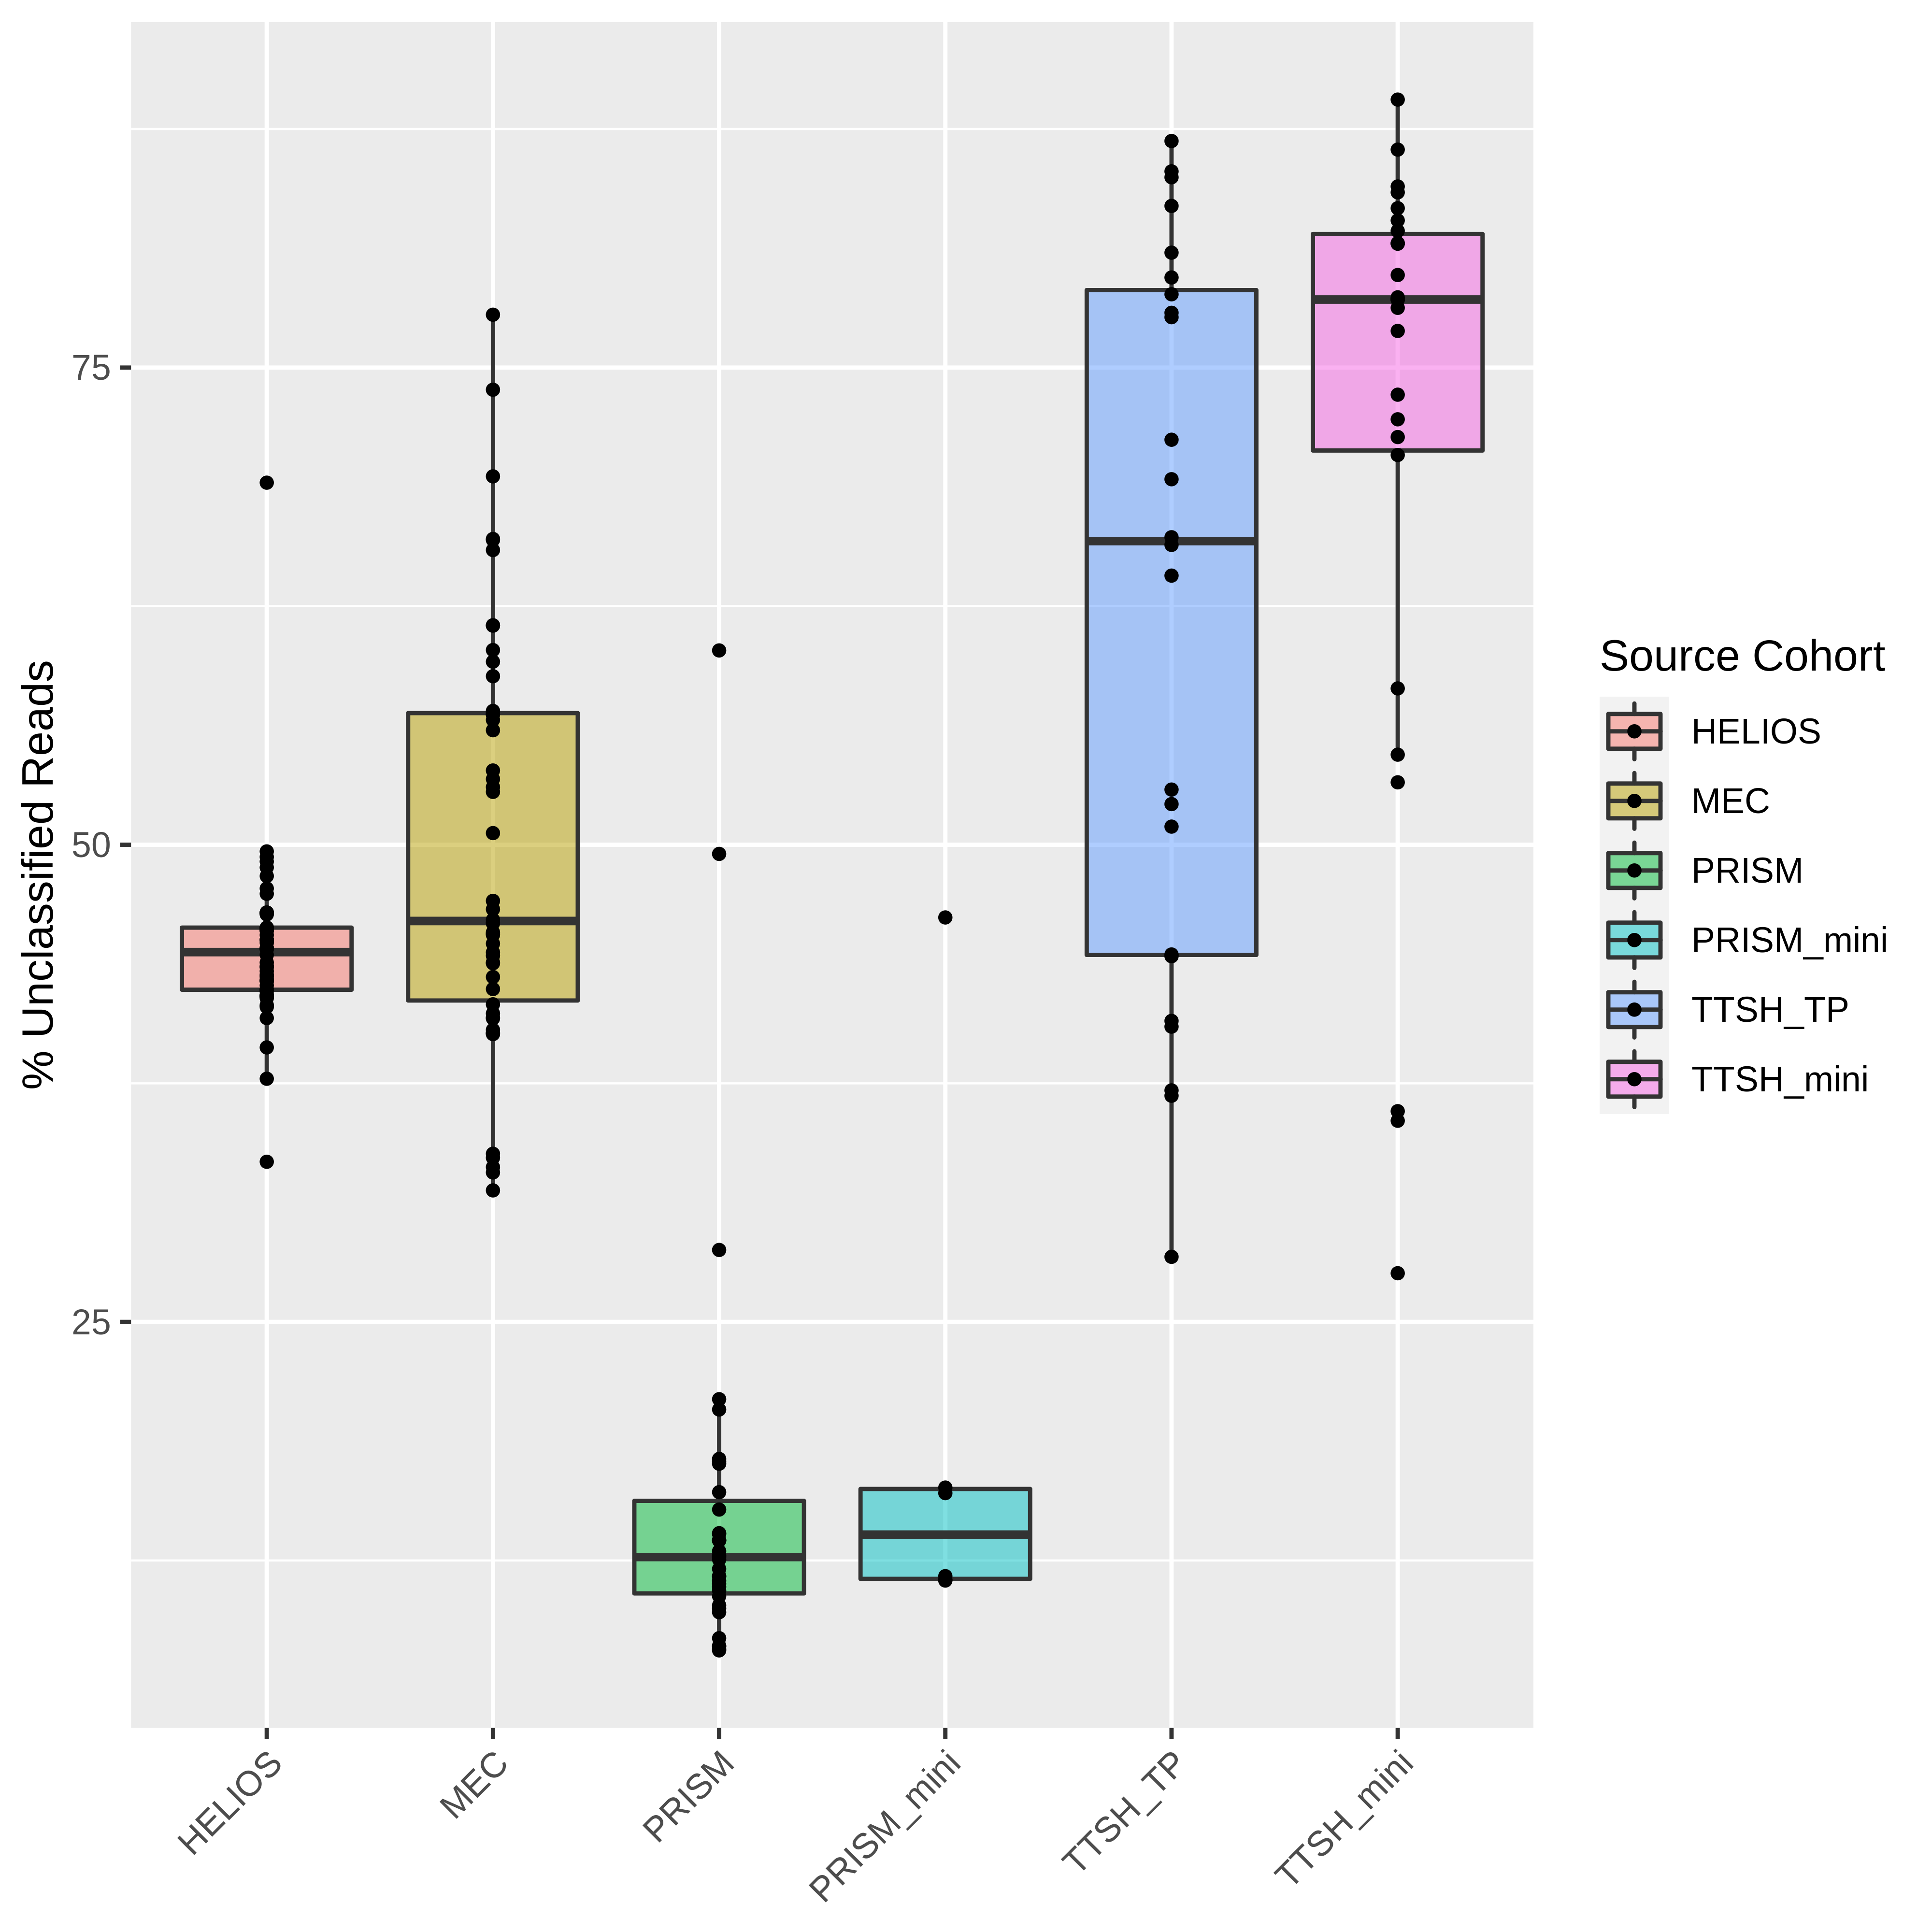 % Unclassified Reads
75
50
25
HELIOS
MEC
PRISM
PRISM_mini
TTSH_TP
TTSH_mini
Source Cohort
HELIOS
MEC
PRISM
PRISM_mini
TTSH_TP
TTSH_mini